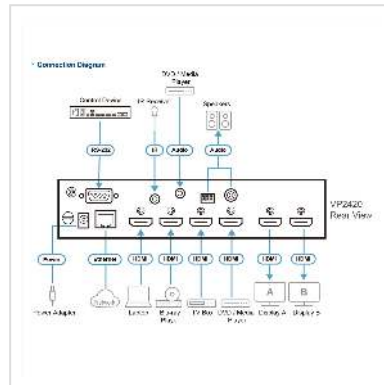 Connection Diagram
DVD / Media
Player
Control Device
IR Receiver
Speakers
RS-232
IR
Audio
Audio
VP2420
Rear View
Power
Ethernet
HDMI
HDMI
HDMI
HDMI
HDMI
HDMI
A
B
Network
Power Adapter
Laptop
Blu-ray
Player
TV Box
DVD / Media
Player
Display A
Display B